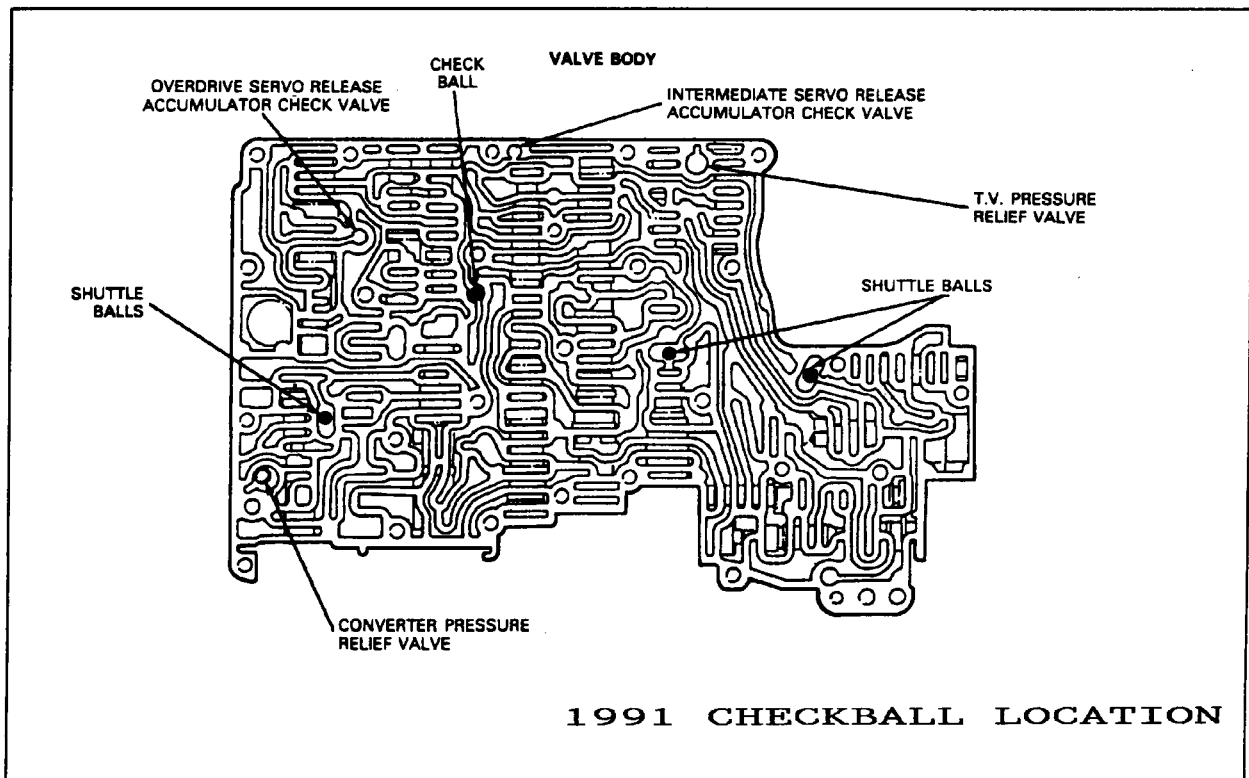 VALVE BODY
CHECK
BALL
OVERDRIVE SERVO RELEASE
ACCUMULATOR CHECK VALVE
INTERMEDIATE SERVO RELEASE
ACCUMULATOR CHECK VALVE
T.V. PRESSURE
RELIEF VALVE
SHUTTLE
BALLS
SHUTTLE BALLS
CONVERTER PRESSURE
RELIEF VALVE
1991 CHECKBALL LOCATION